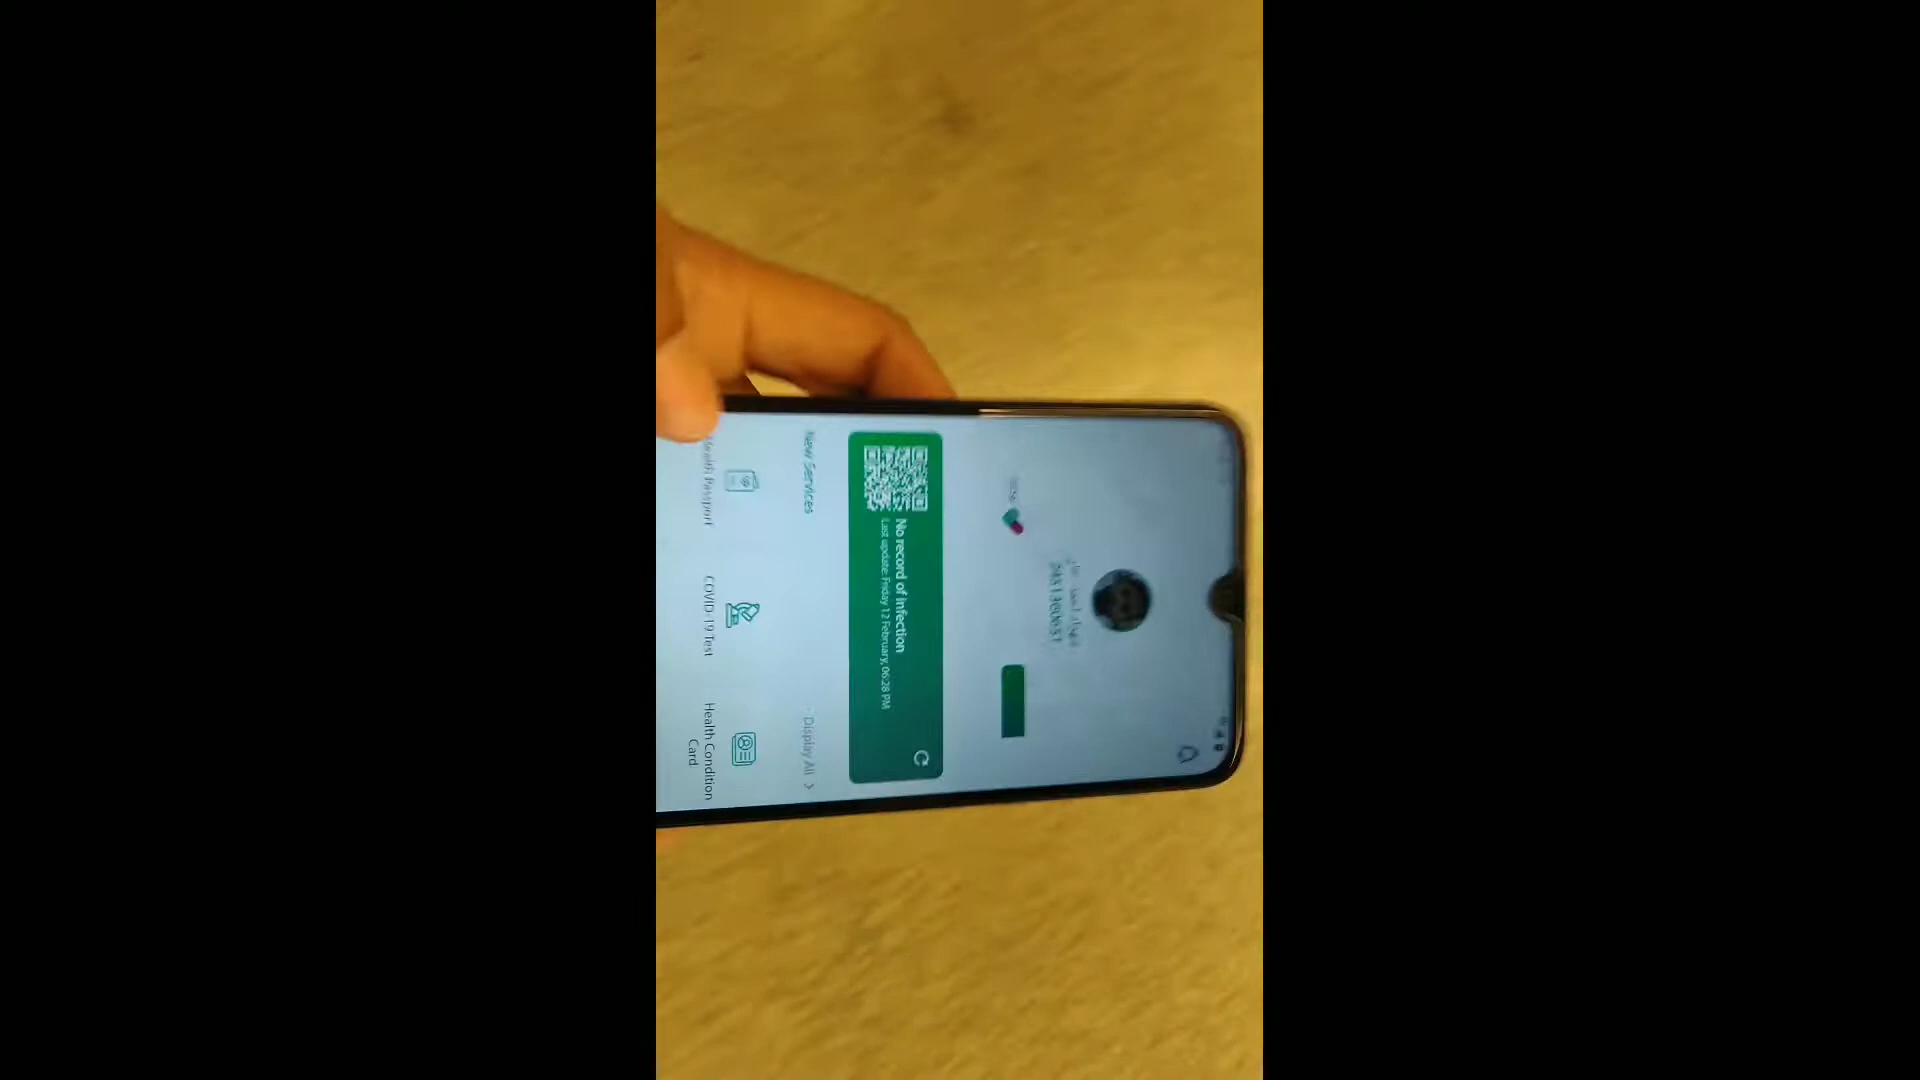 No record of infection
Last update: Friday 12 February, 06:28 PM
New Services
Display All
Health Passport
COVID-19 Test
Health Condition
Card